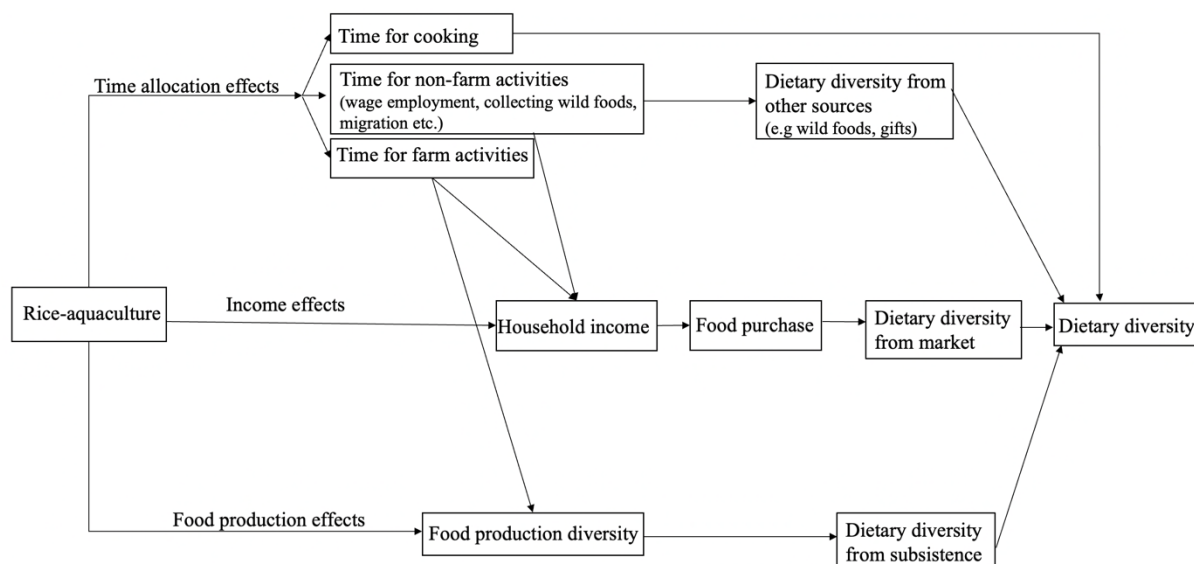 Time for cooking
Time allocation effects
Time for non-farm activities
(wage employment, collecting wild foods,
migration etc.)
Time for farm activities
Dietary diversity from
other sources
(e.g wild foods, gifts)
Rice-aquaculture
Income effects
Household income
Food purchase
Dietary diversity
from market
Dietary diversity
Food production effects
Food production diversity
Dietary diversity
from subsistence